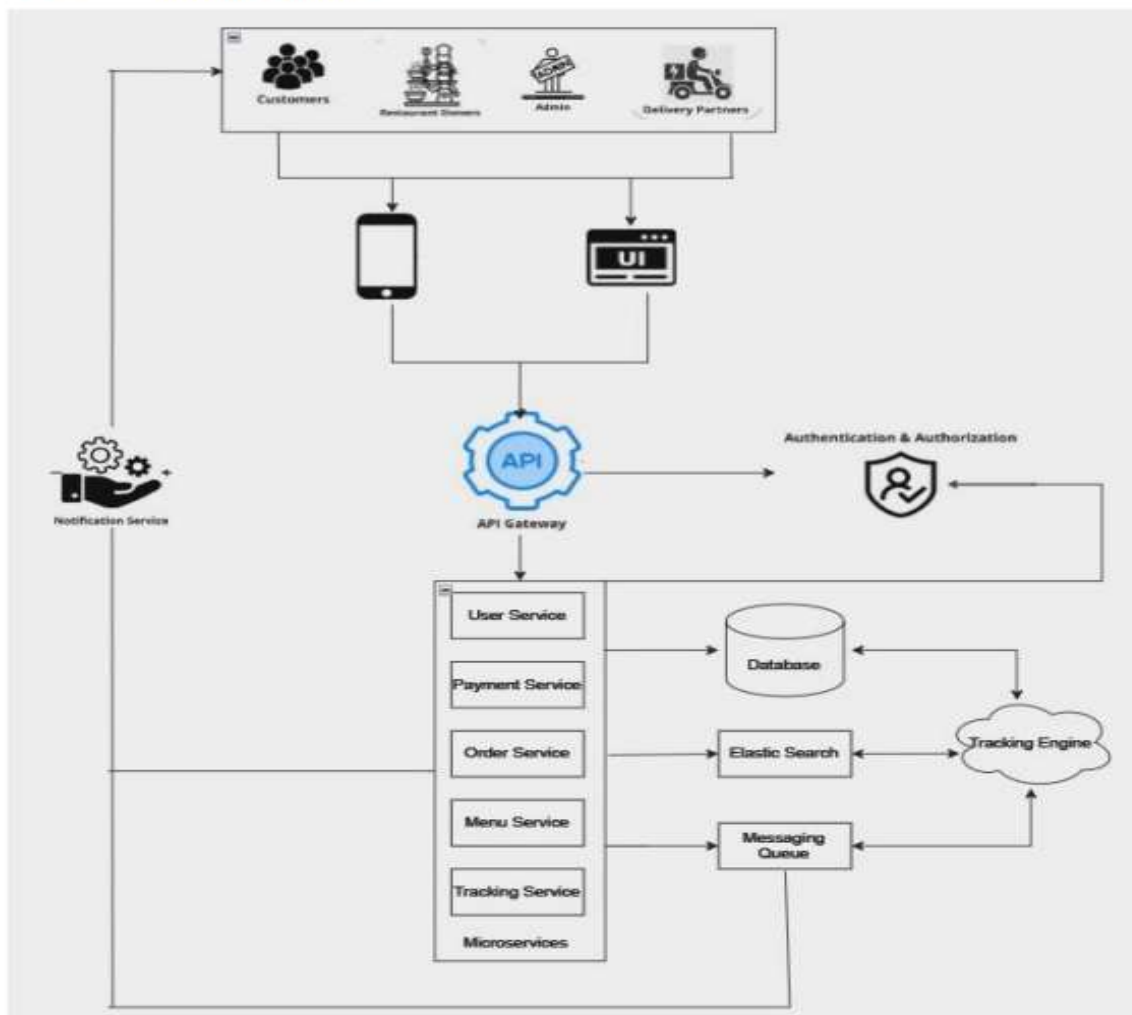 Customers
Restaurant Owners
ADMIN
Admin
Delivery Partners
UI
API
API Gateway
Authentication & Authorization
Notification Service
User Service
Payment Service
Order Service
Menu Service
Tracking Service
Microservices
Database
Elastic Search
Messaging
Queue
Tracking Engine